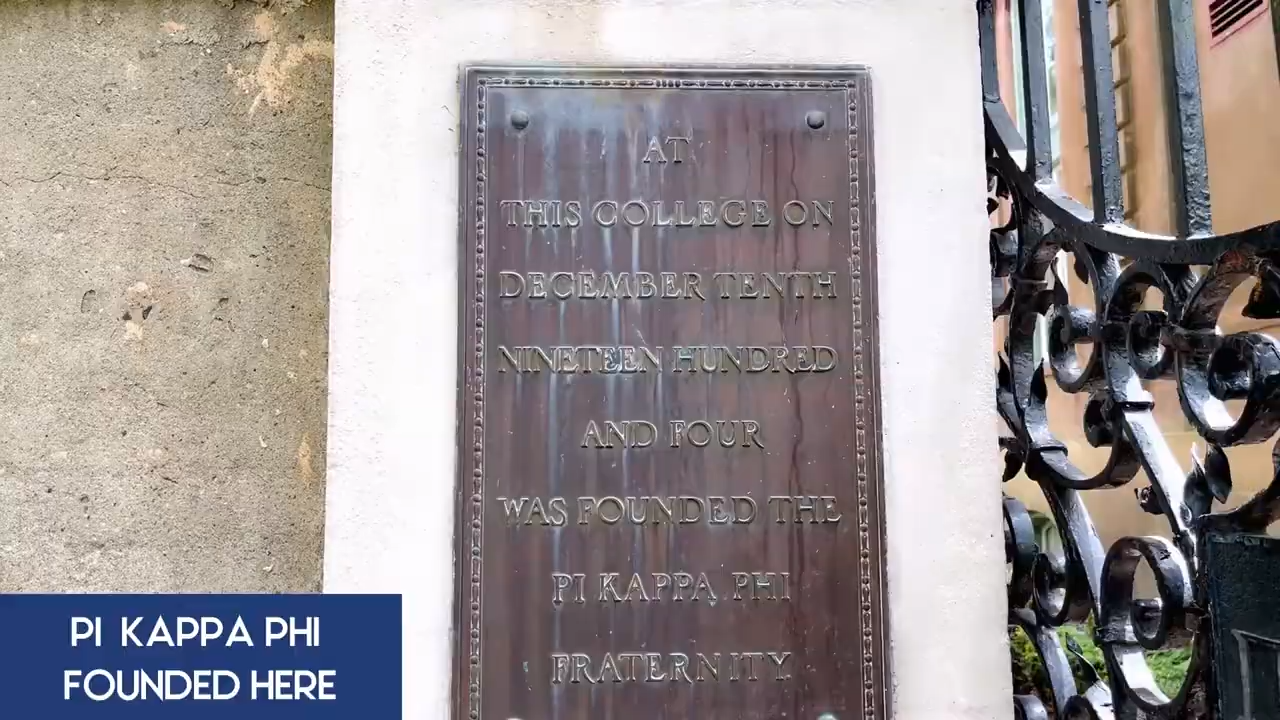 AT
THIS COLLEGE ON
DECEMBER TENTH
NINETEEN HUNDRED
AND FOUR
WAS FOUNDED THE
PI KAPPA PHI
FRATERNITY
PI KAPPA PHI
FOUNDED HERE